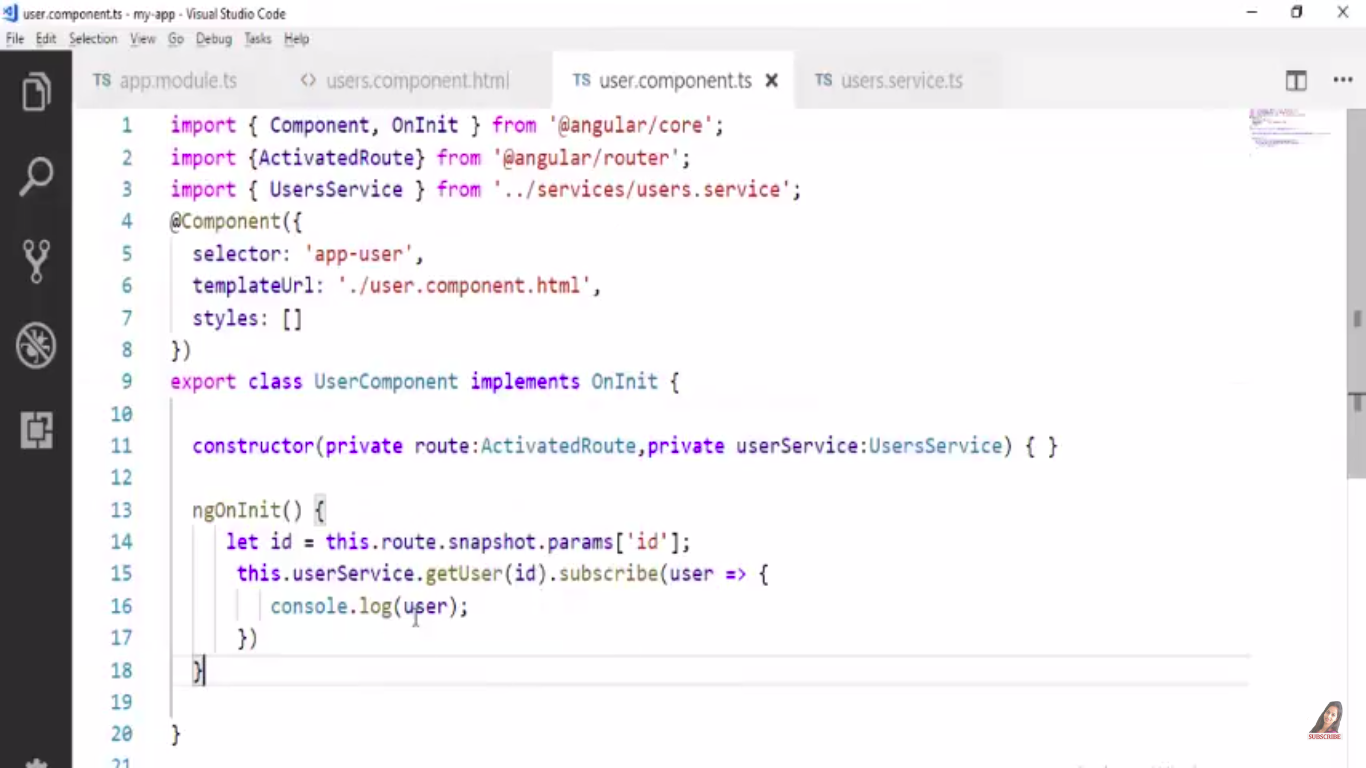 user.component.ts - my-app - Visual Studio Code
File Edit Selection View Go Debug Tasks Help
TS app.module.ts <> users.component.html TS user.component.ts × TS users.service.ts
1 import { Component, OnInit } from '@angular/core';
2 import {ActivatedRoute} from '@angular/router';
3 import { UsersService } from '../services/users.service';
4 @Component({
5 selector: 'app-user',
6 templateUrl: './user.component.html',
7 styles: []
8 })
9 export class UserComponent implements OnInit {
10
11 constructor(private route:ActivatedRoute,private userService:UsersService) { }
12
13 ngOnInit() {
14 let id = this.route.snapshot.params['id'];
15 this.userService.getUser(id).subscribe(user => {
16 console.log(user);
17 })
18 }
19
20 }
21
SUBSCRIBE